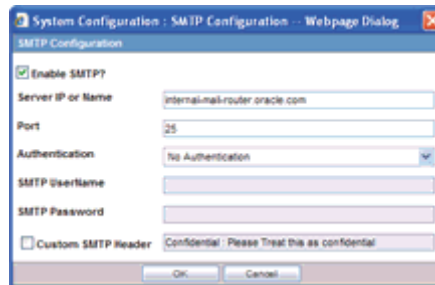 System Configuration : SMTP Configuration -- Webpage Dialog
SMTP Configuration
Enable SMTP?
Server IP or Name internal-mail-router.oracle.com
Port 25
Authentication No Authentication
SMTP UserName
SMTP Password
Custom SMTP Header Confidential : Please Treat this as confidential
OK Cancel